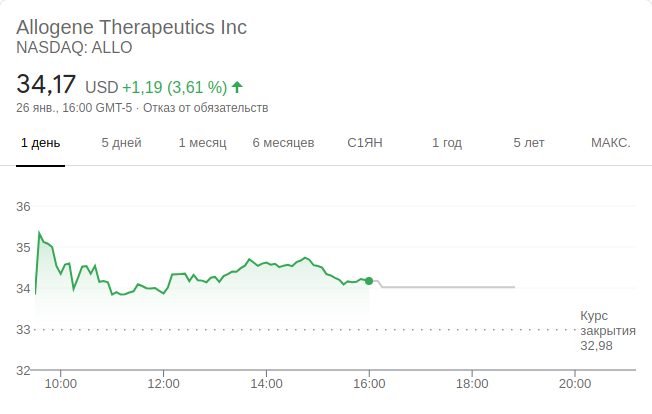 Allogene Therapeutics Inc
NASDAQ: ALLO
34,17 USD +1,19 (3,61 %)
26 янв., 16:00 GMT-5 · Отказ от обязательств
1 день 5 дней 1 месяц 6 месяцев С1ЯН 1 год 5 лет МАКС.
36
35
34
33
Курс
закрытия
32,98
32
10:00 12:00 14:00 16:00 18:00 20:00